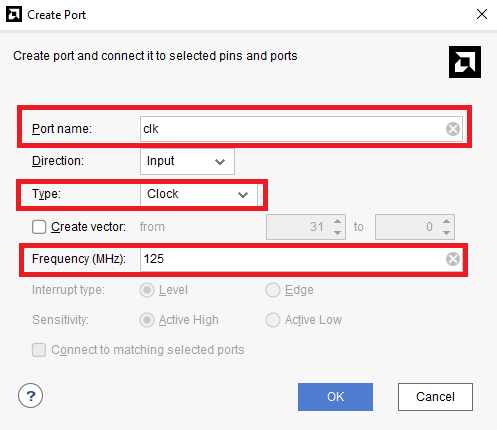 Create Port
Create port and connect it to selected pins and ports
Port name: clk
Direction: Input
Type: Clock
Create vector: from 31 to 0
Frequency (MHz): 125
Interrupt type: Level Edge
Sensitivity: Active High Active Low
Connect to matching selected ports
? OK Cancel